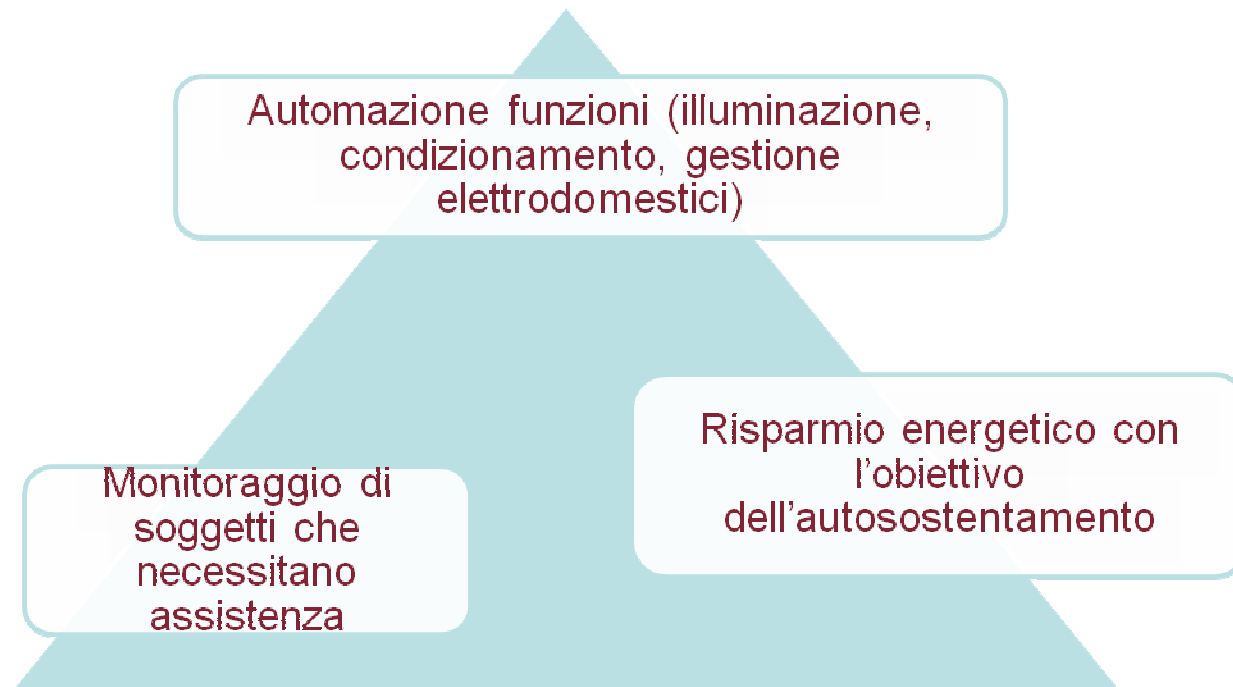 Automazione funzioni (illuminazione,
condizionamento, gestione
elettrodomestici)
Risparmio energetico con
l'obiettivo
dell'autosostentamento
Monitoraggio di
soggetti che
necessitano
assistenza